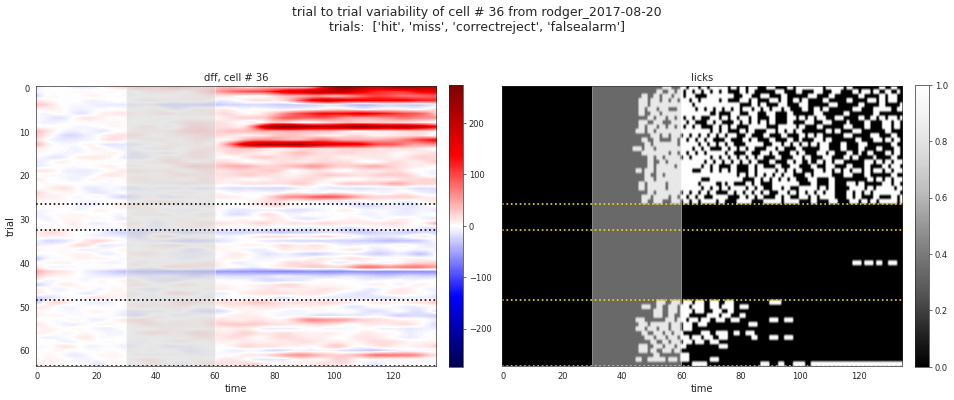 trial to trial variability of cell # 36 from rodger_2017-08-20
trials:  ['hit', 'miss', 'correctreject', 'falsealarm']
dff, cell # 36
trial
0
10
20
30
40
50
60
0 20 40 60 80 100 120
time
200
100
0
−100
−200
licks
0 20 40 60 80 100 120
time
1.0
0.8
0.6
0.4
0.2
0.0